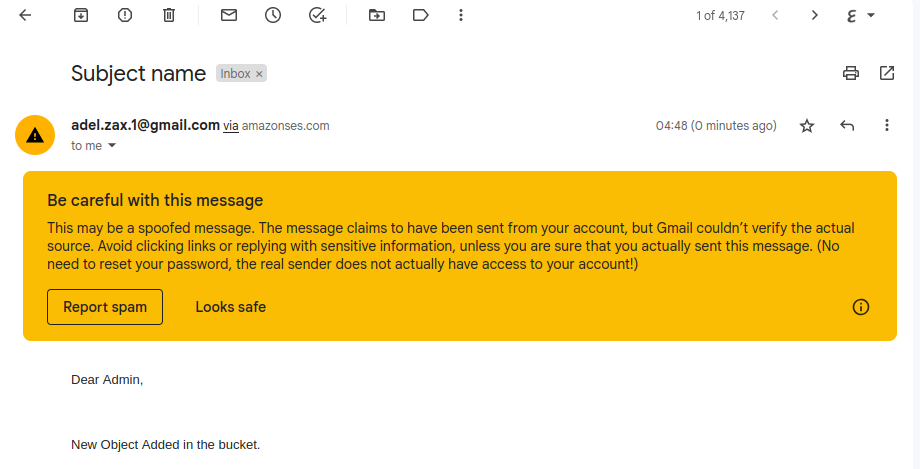 1 of 4,137
Subject name Inbox ×
adel.zax.1@gmail.com via amazonses.com 04:48 (0 minutes ago)
to me
Be careful with this message
This may be a spoofed message. The message claims to have been sent from your account, but Gmail couldn’t verify the actual
source. Avoid clicking links or replying with sensitive information, unless you are sure that you actually sent this message. (No
need to reset your password, the real sender does not actually have access to your account!)
Report spam Looks safe
Dear Admin,
New Object Added in the bucket.